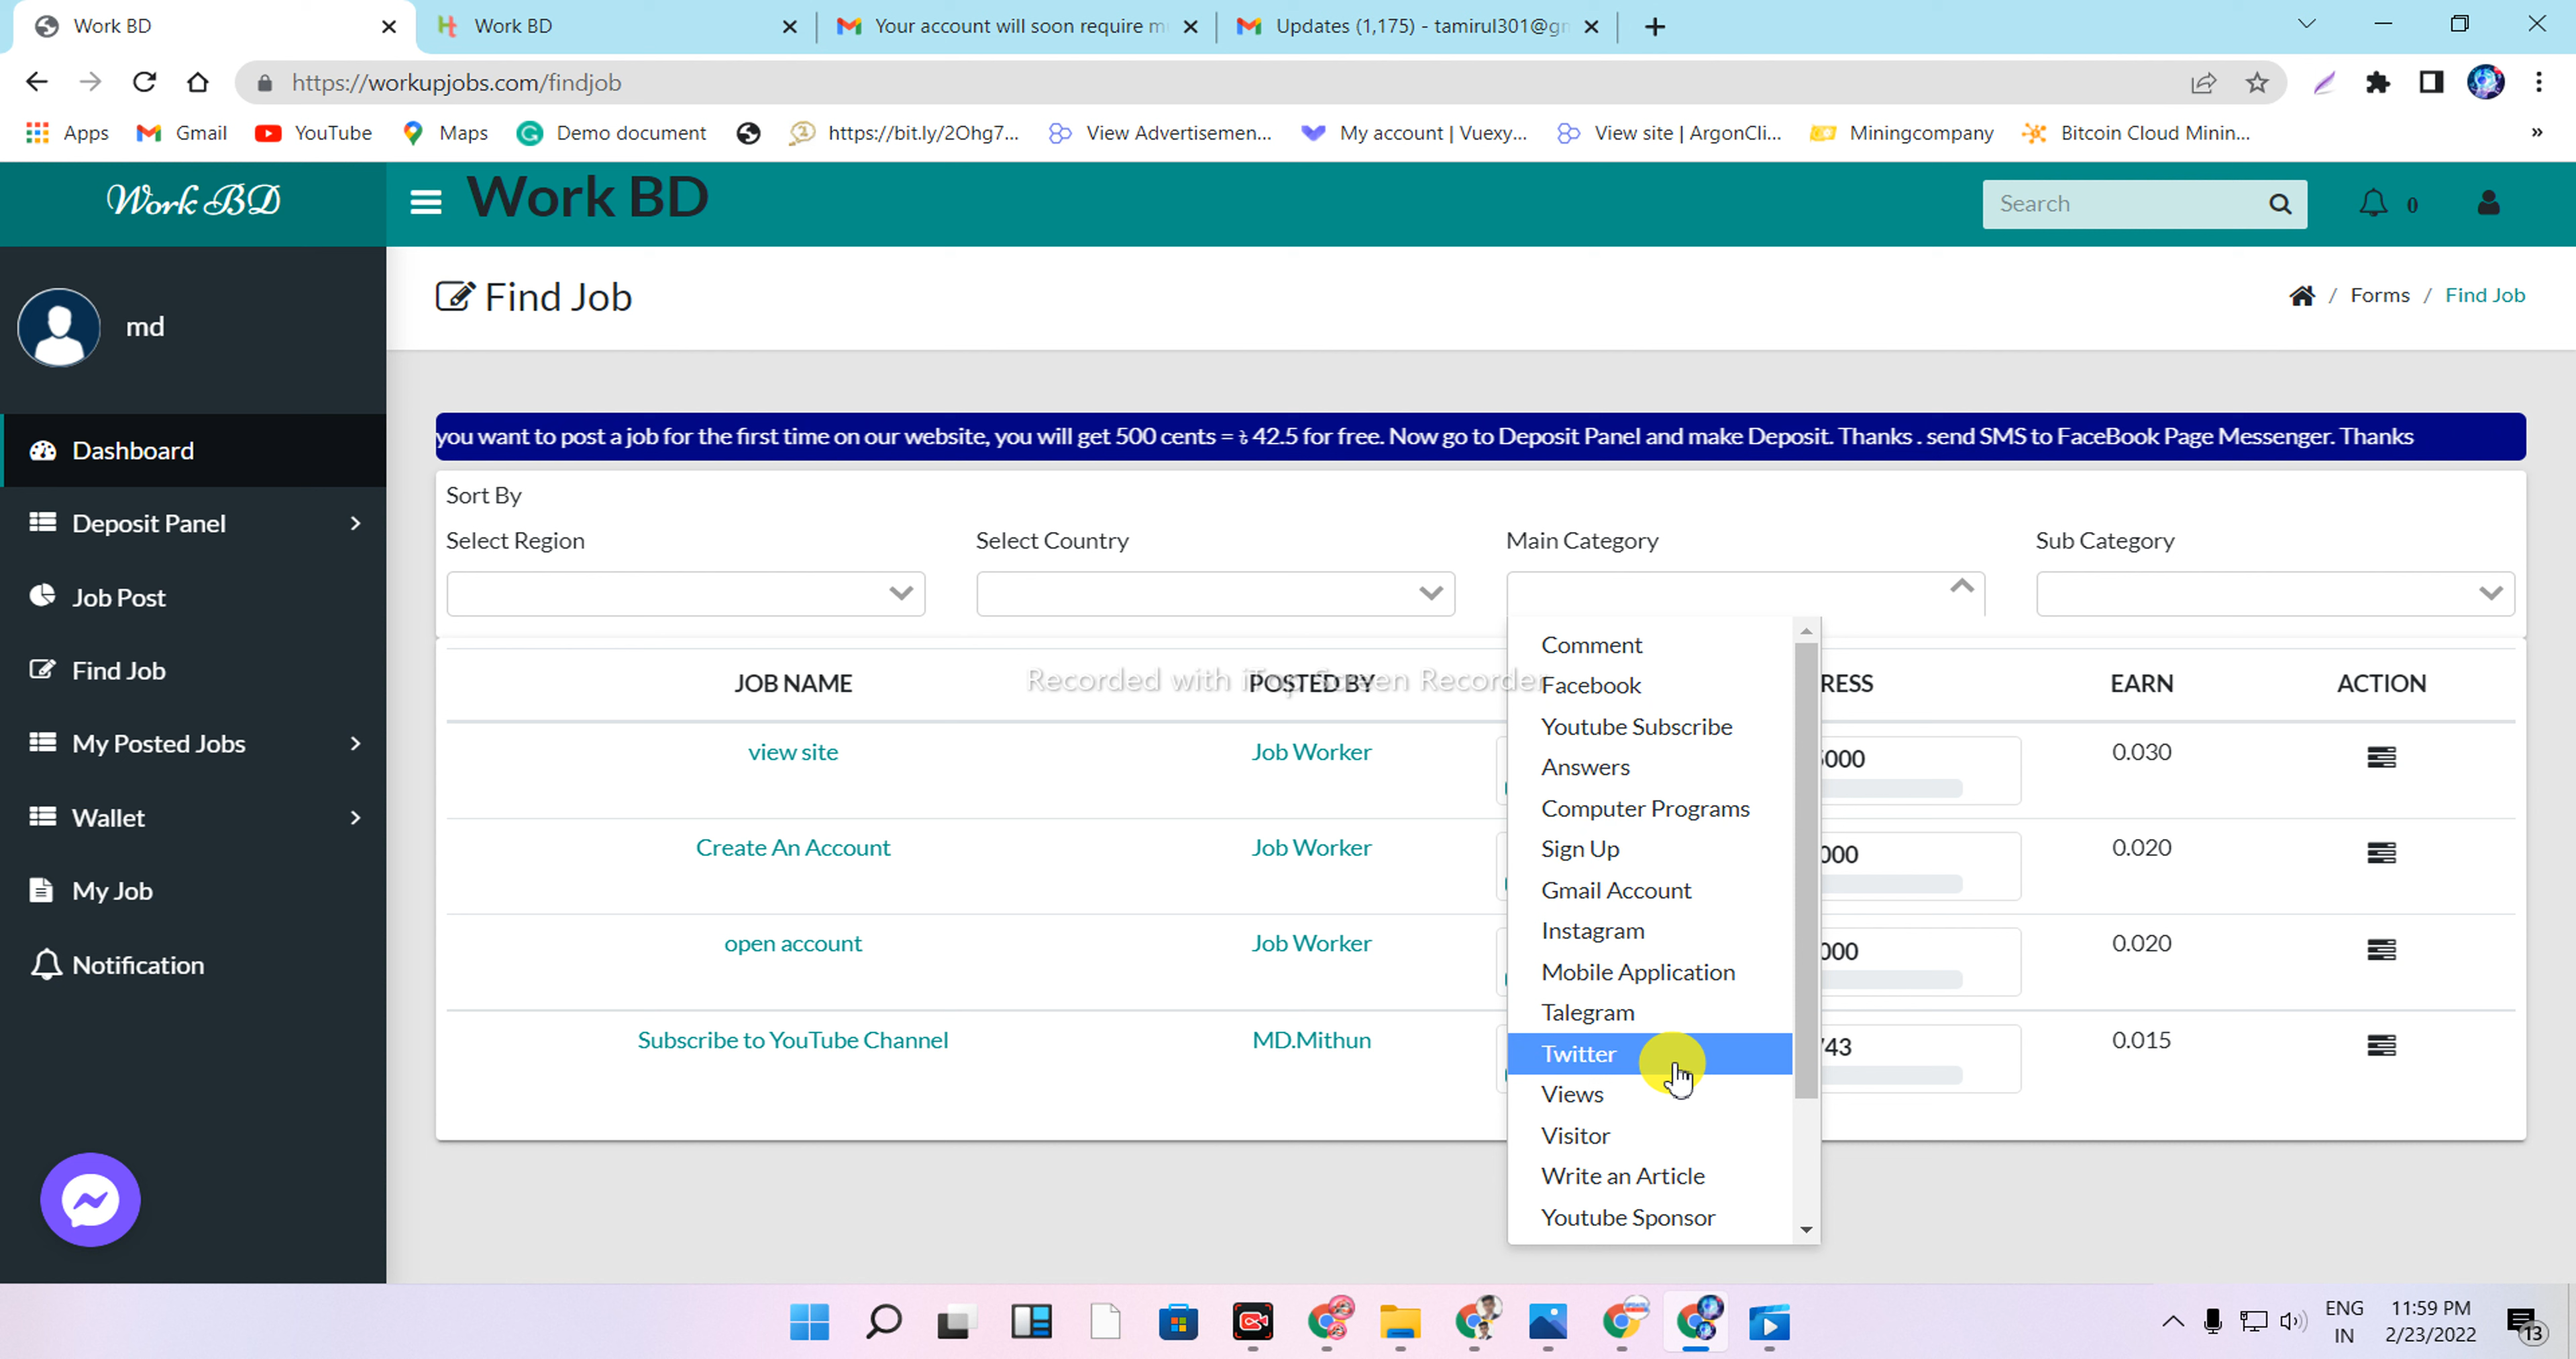 Work BD
Work BD
Your account will soon require m
Updates (1,175) - tamirul301@gn
https://workupjobs.com/findjob
Apps
Gmail
YouTube
Maps
Demo document
https://bit.ly/2Ohg7...
View Advertisemen...
My account | Vuexy...
View site | ArgonCli...
Miningcompany
Bitcoin Cloud Minin...
»
Work BD
Work BD
Search
0
md
Find Job
/ Forms / Find Job
Dashboard
Deposit Panel
Job Post
Find Job
My Posted Jobs
Wallet
My Job
Notification
you want to post a job for the first time on our website, you will get 500 cents = ৳ 42.5 for free. Now go to Deposit Panel and make Deposit. Thanks . send SMS to FaceBook Page Messenger. Thanks
Sort By
Select Region
Select Country
Main Category
Sub Category
Recorded with iTop Screen Recorder
JOB NAME
POSTED BY
RESS
EARN
ACTION
view site
Job Worker
000
0.030
Create An Account
Job Worker
000
0.020
open account
Job Worker
000
0.020
Subscribe to YouTube Channel
MD.Mithun
743
0.015
Comment
Facebook
Youtube Subscribe
Answers
Computer Programs
Sign Up
Gmail Account
Instagram
Mobile Application
Talegram
Twitter
Views
Visitor
Write an Article
Youtube Sponsor
ENG
IN
11:59 PM
2/23/2022
13